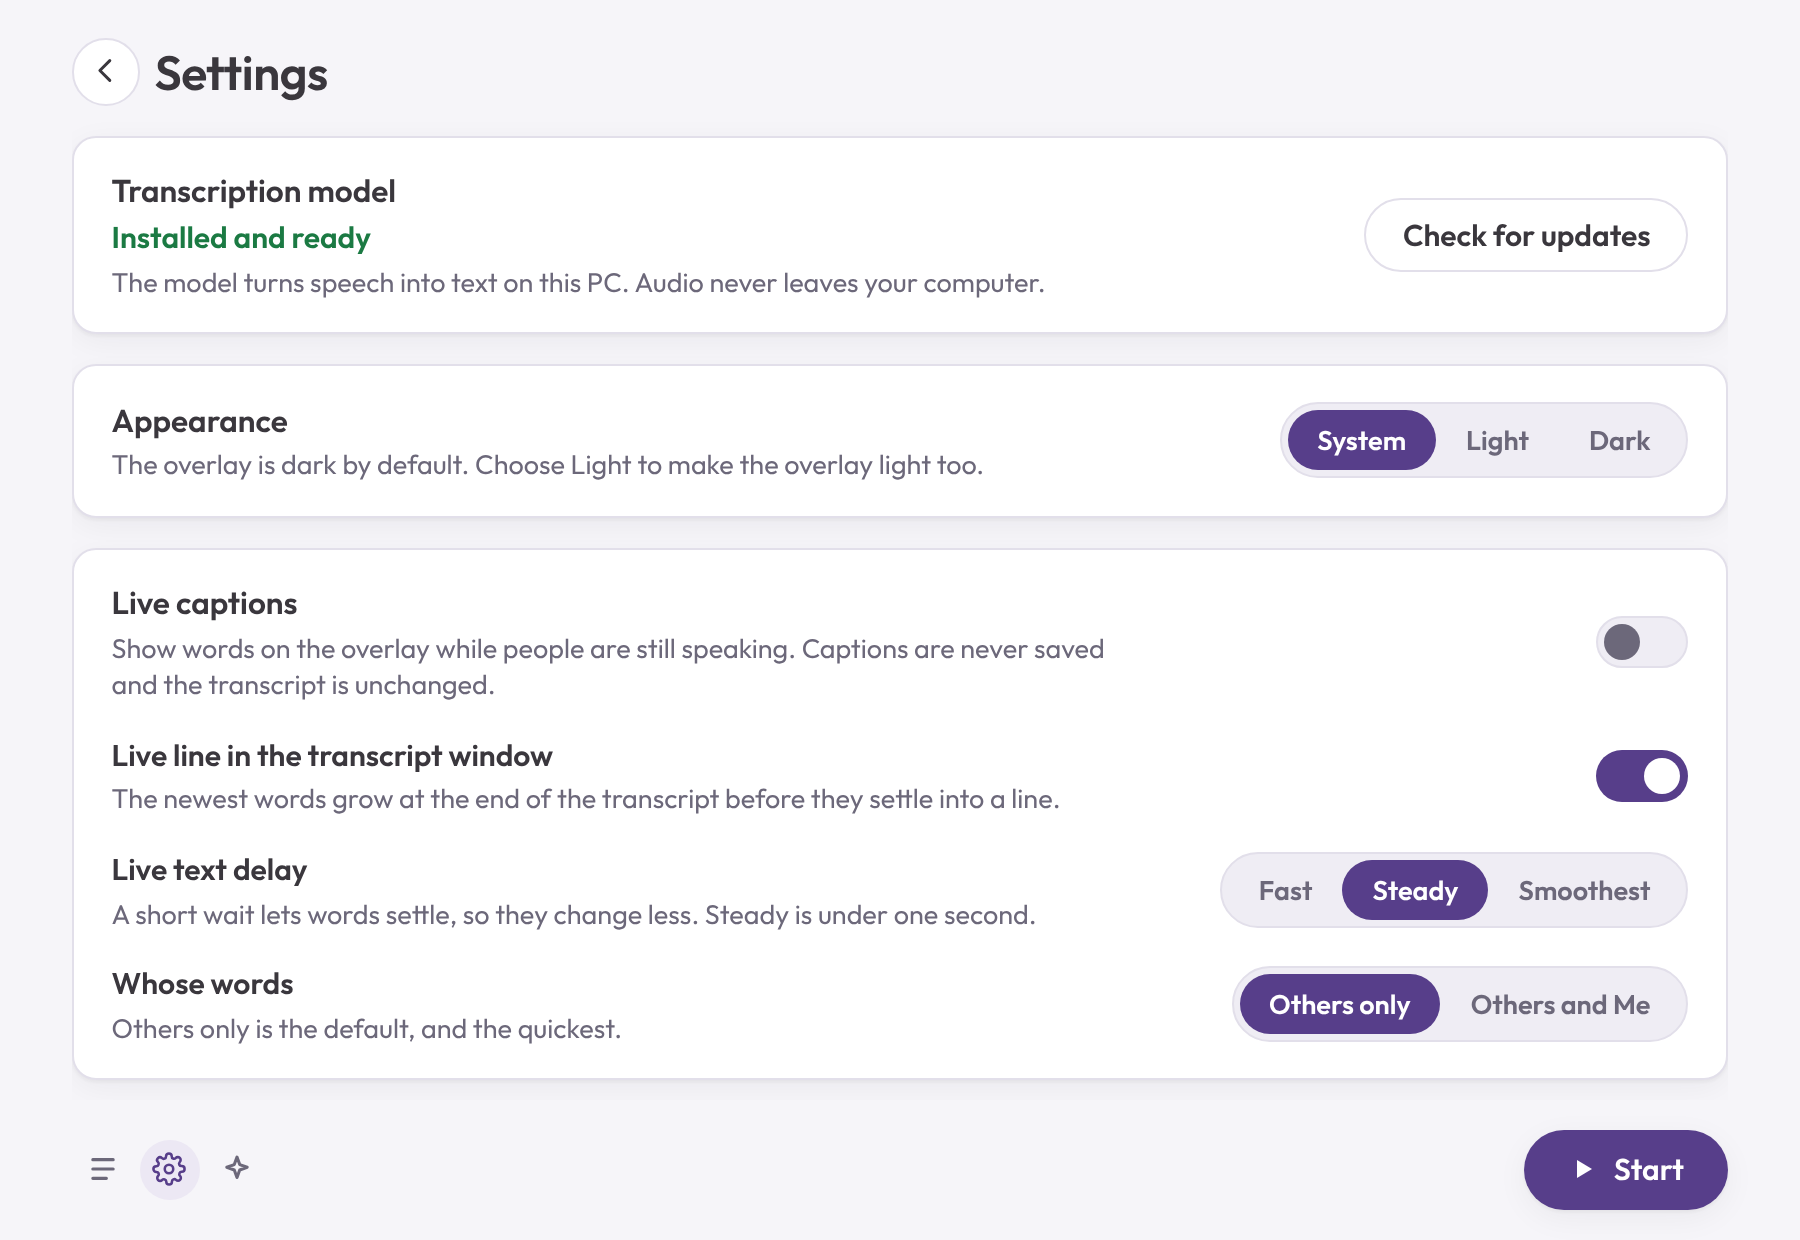 Settings
Transcription model
Installed and ready
The model turns speech into text on this PC. Audio never leaves your computer.
Check for updates
Appearance
The overlay is dark by default. Choose Light to make the overlay light too.
System Light Dark
Live captions
Show words on the overlay while people are still speaking. Captions are never saved
and the transcript is unchanged.
Live line in the transcript window
The newest words grow at the end of the transcript before they settle into a line.
Live text delay
A short wait lets words settle, so they change less. Steady is under one second.
Fast Steady Smoothest
Whose words
Others only is the default, and the quickest.
Others only Others and Me
Start